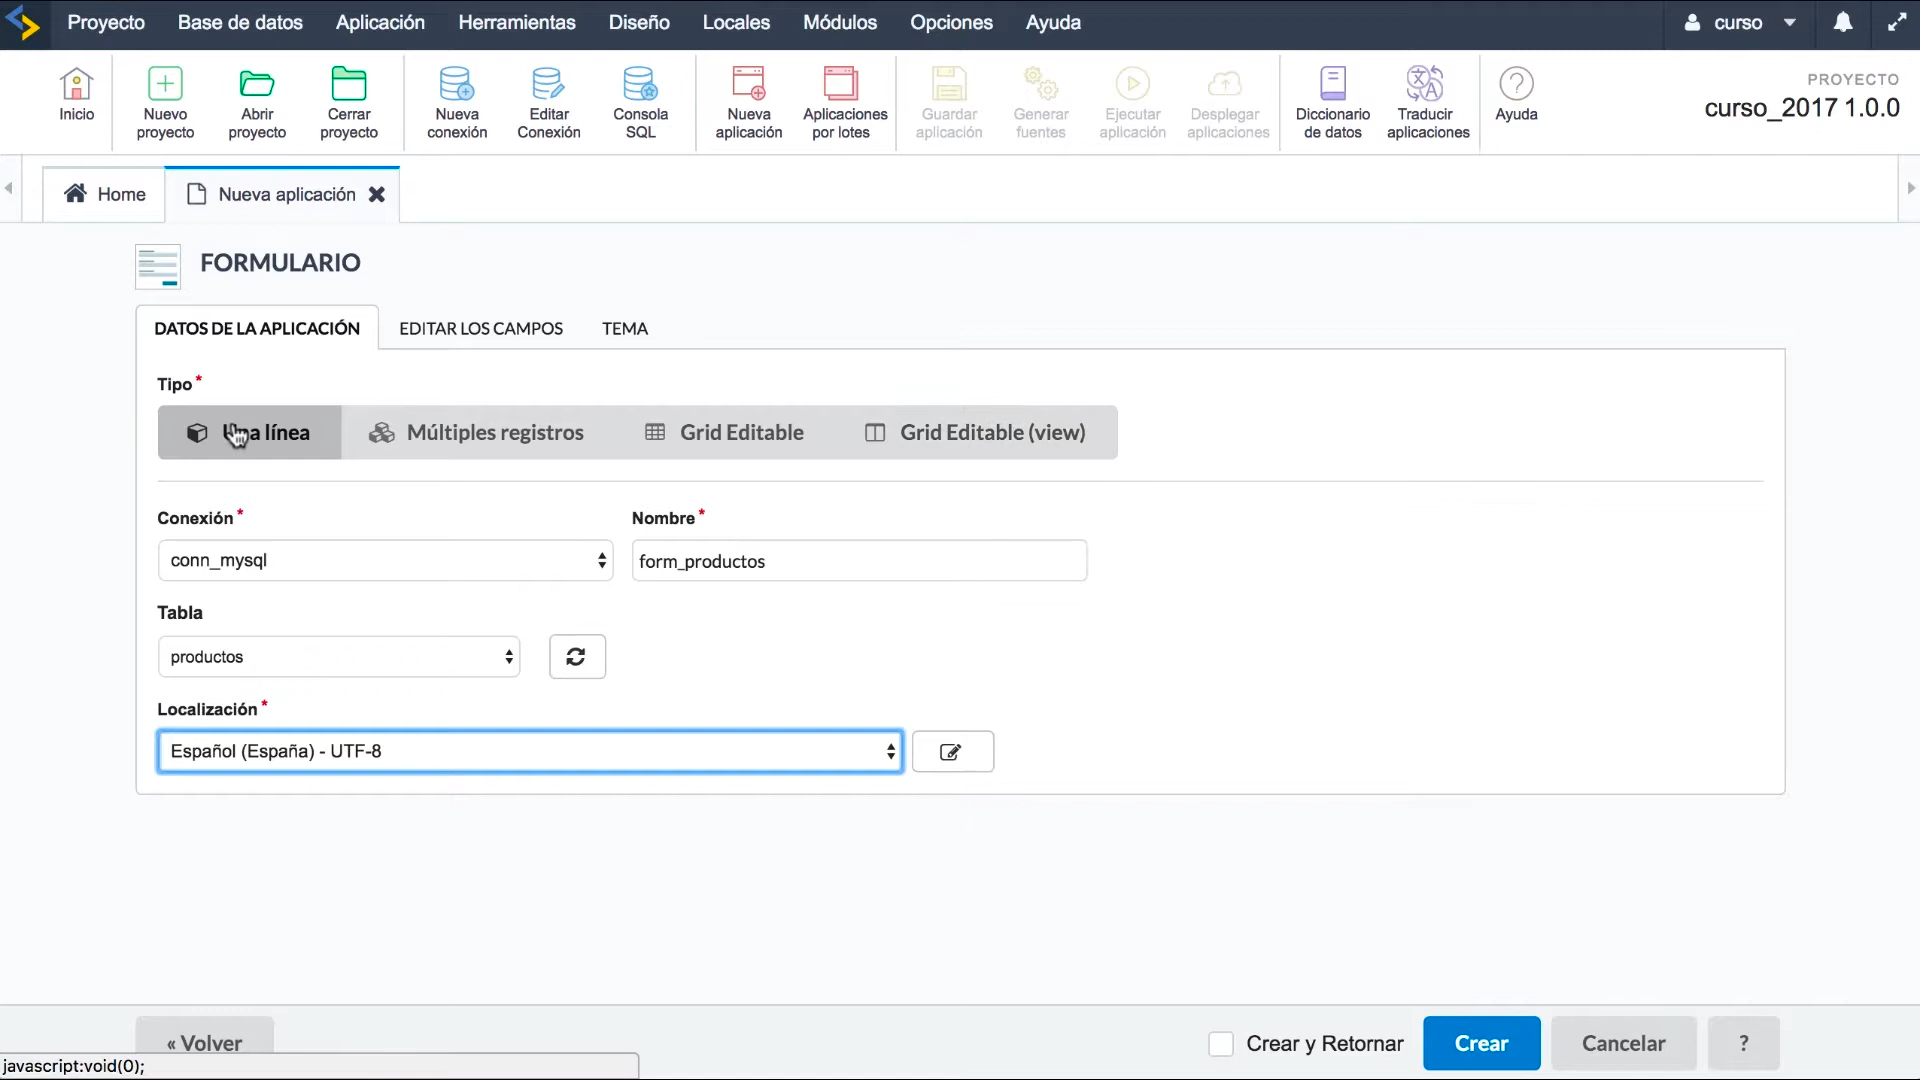 Proyecto Base de datos Aplicación Herramientas Diseño Locales Módulos Opciones Ayuda curso
Inicio
Nuevo proyecto
Abrir proyecto
Cerrar proyecto
Nueva conexión
Editar Conexión
Consola SQL
Nueva aplicación
Aplicaciones por lotes
Guardar aplicación
Generar fuentes
Ejecutar aplicación
Desplegar aplicaciones
Diccionario de datos
Traducir aplicaciones
Ayuda
PROYECTO
curso_2017 1.0.0
Home Nueva aplicación
FORMULARIO
DATOS DE LA APLICACIÓN EDITAR LOS CAMPOS TEMA
Tipo *
Una línea Múltiples registros Grid Editable Grid Editable (view)
Conexión * Nombre *
conn_mysql form_productos
Tabla
productos
Localización *
Español (España) - UTF-8
« Volver Crear y Retornar Crear Cancelar ?
javascript:void(0);